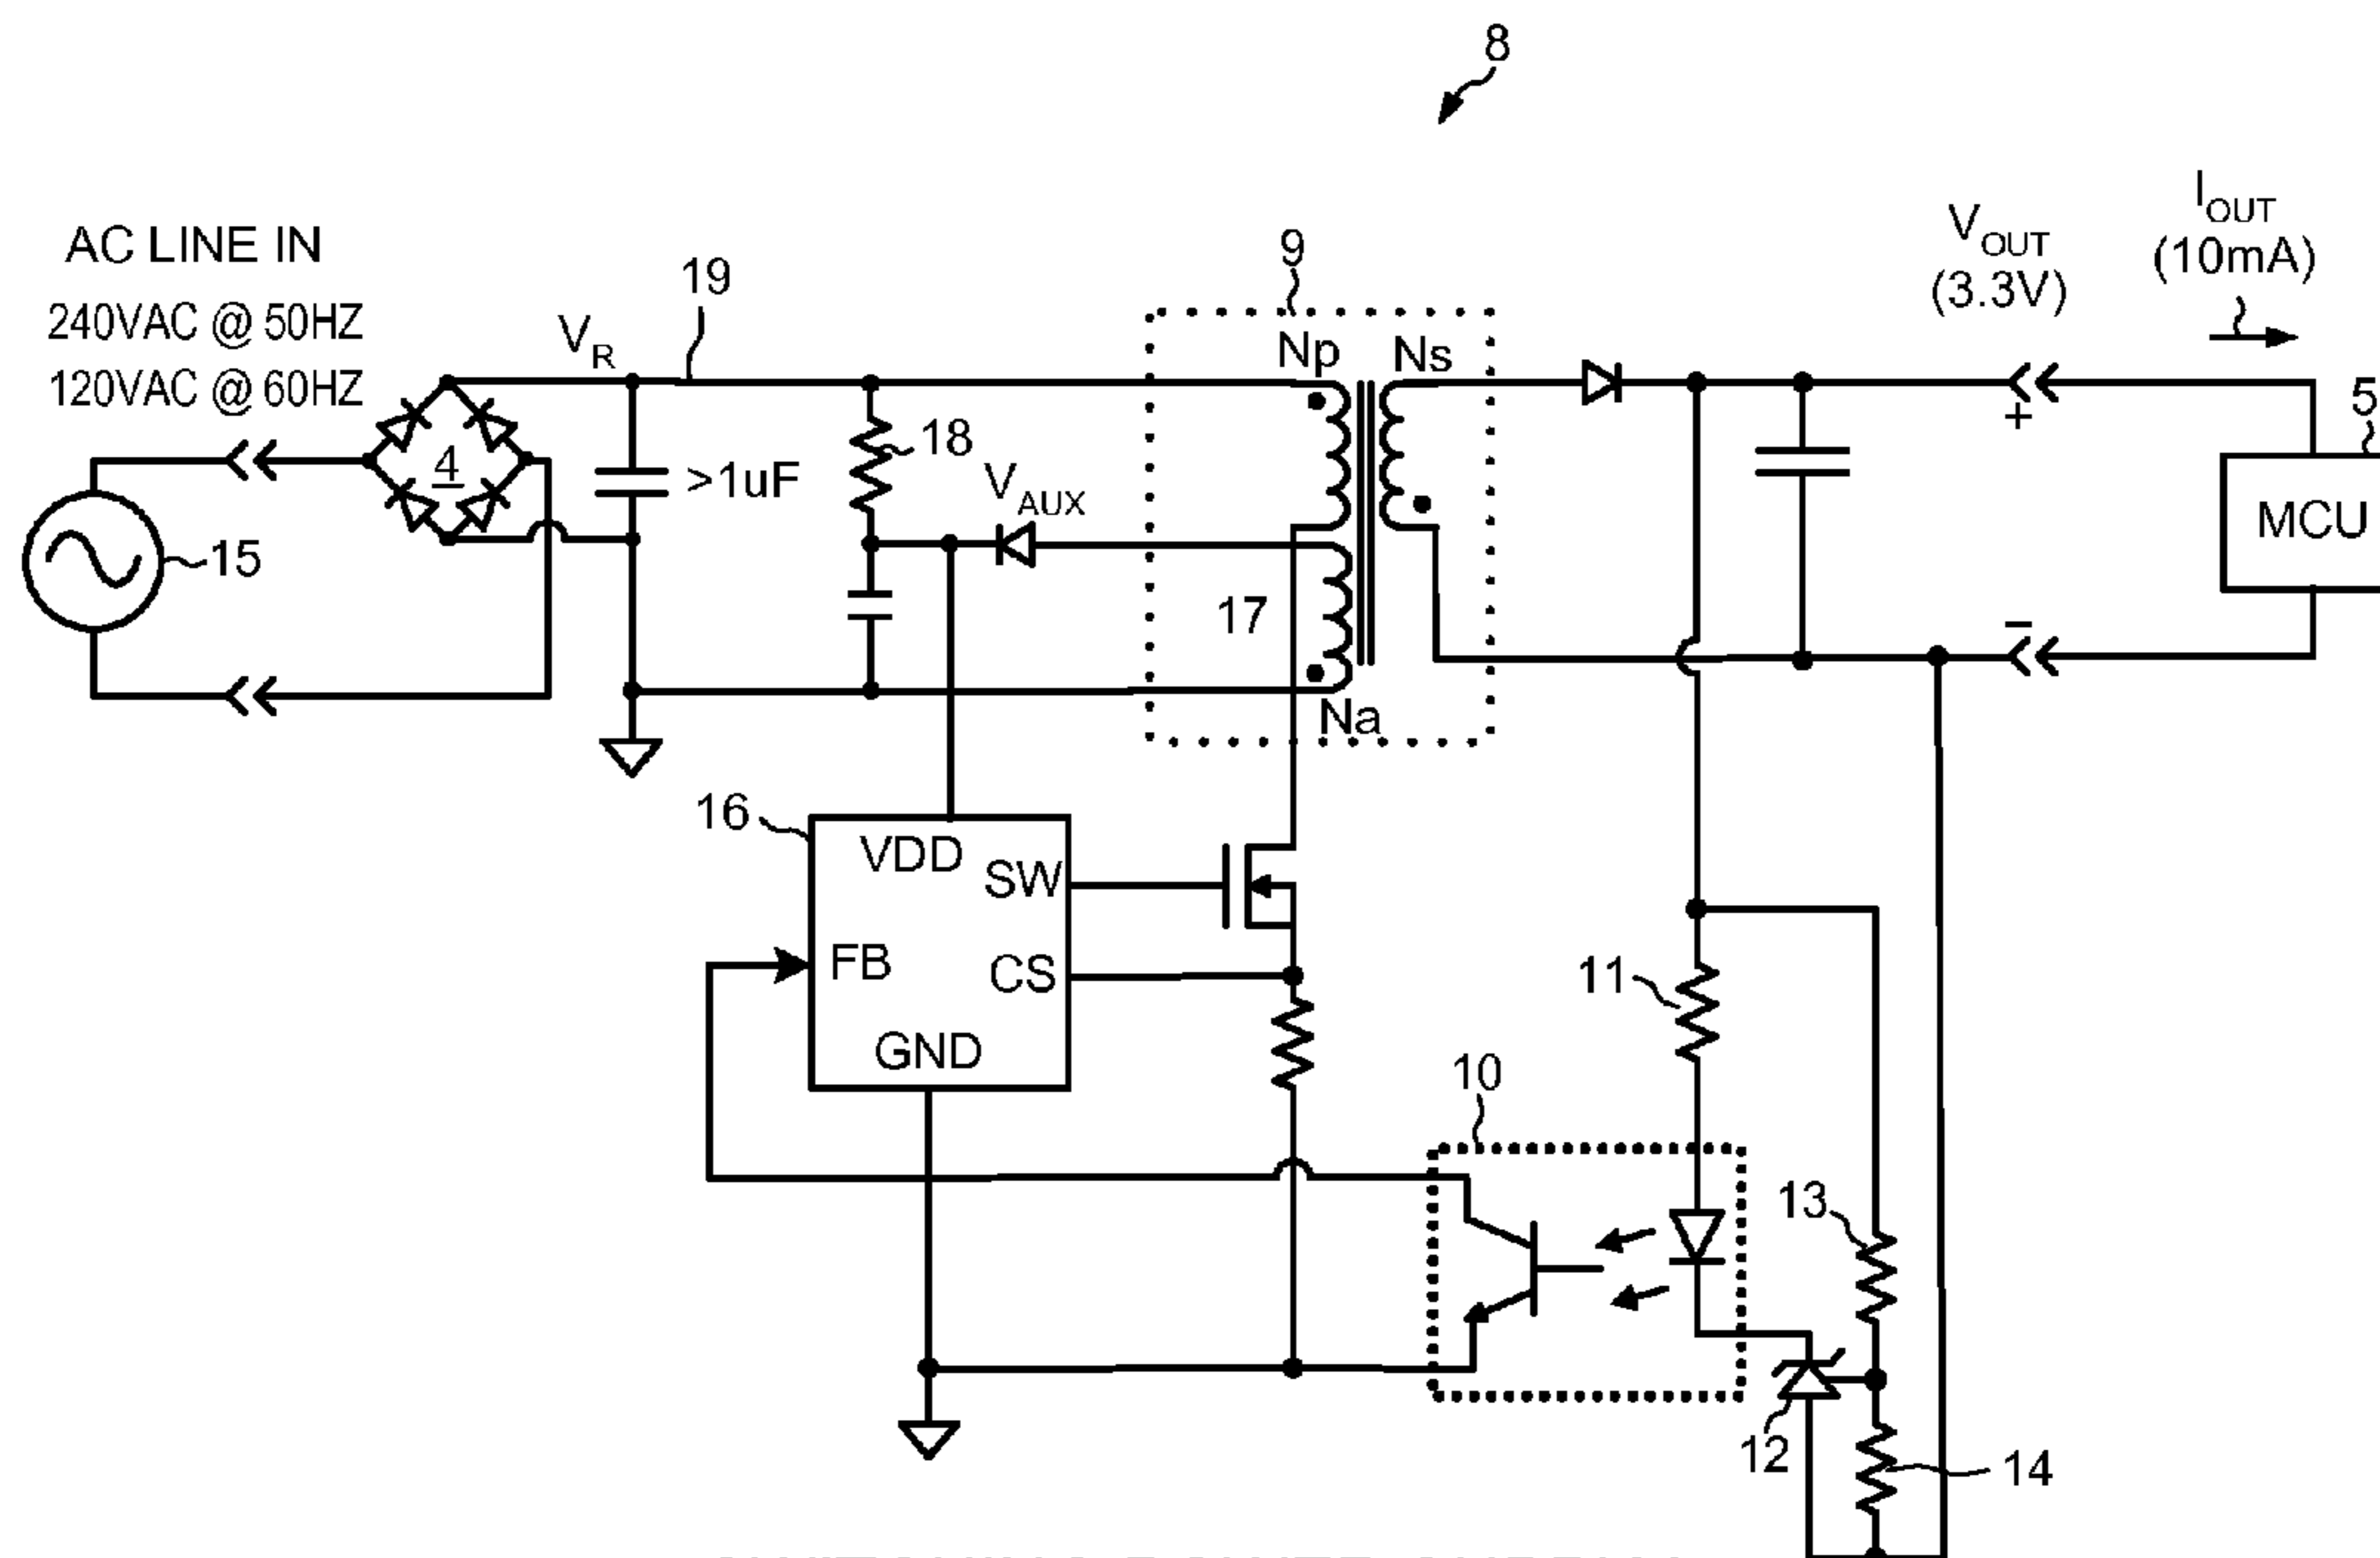 8
AC LINE IN
240VAC @ 50HZ
120VAC @ 60HZ
VR
19
9
Np
Ns
VOUT
(3.3V)
IOUT
(10mA)
5
4
>1uF
18
VAUX
+
MCU
15
17
−
Na
16
VDD
SW
FB
CS
GND
11
10
13
12
14